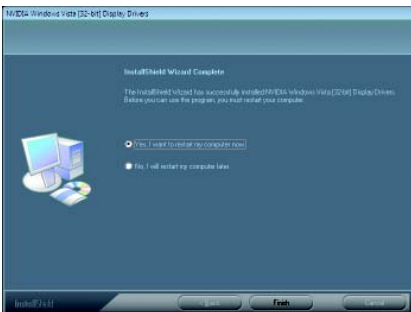 NVIDIA Windows Vista (32-bit) Display Drivers
InstallShield Wizard Complete
The InstallShield Wizard has successfully installed NVIDIA Windows Vista (32-bit) Display Drivers.
Before you can use the program, you must restart your computer.
Yes, I want to restart my computer now.
No, I will restart my computer later.
InstallShield
< Back
Finish
Cancel